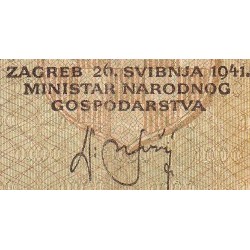 ZAGREB 26. SVIBNJA 1941.
MINISTAR NARODNOG
GOSPODARSTVA